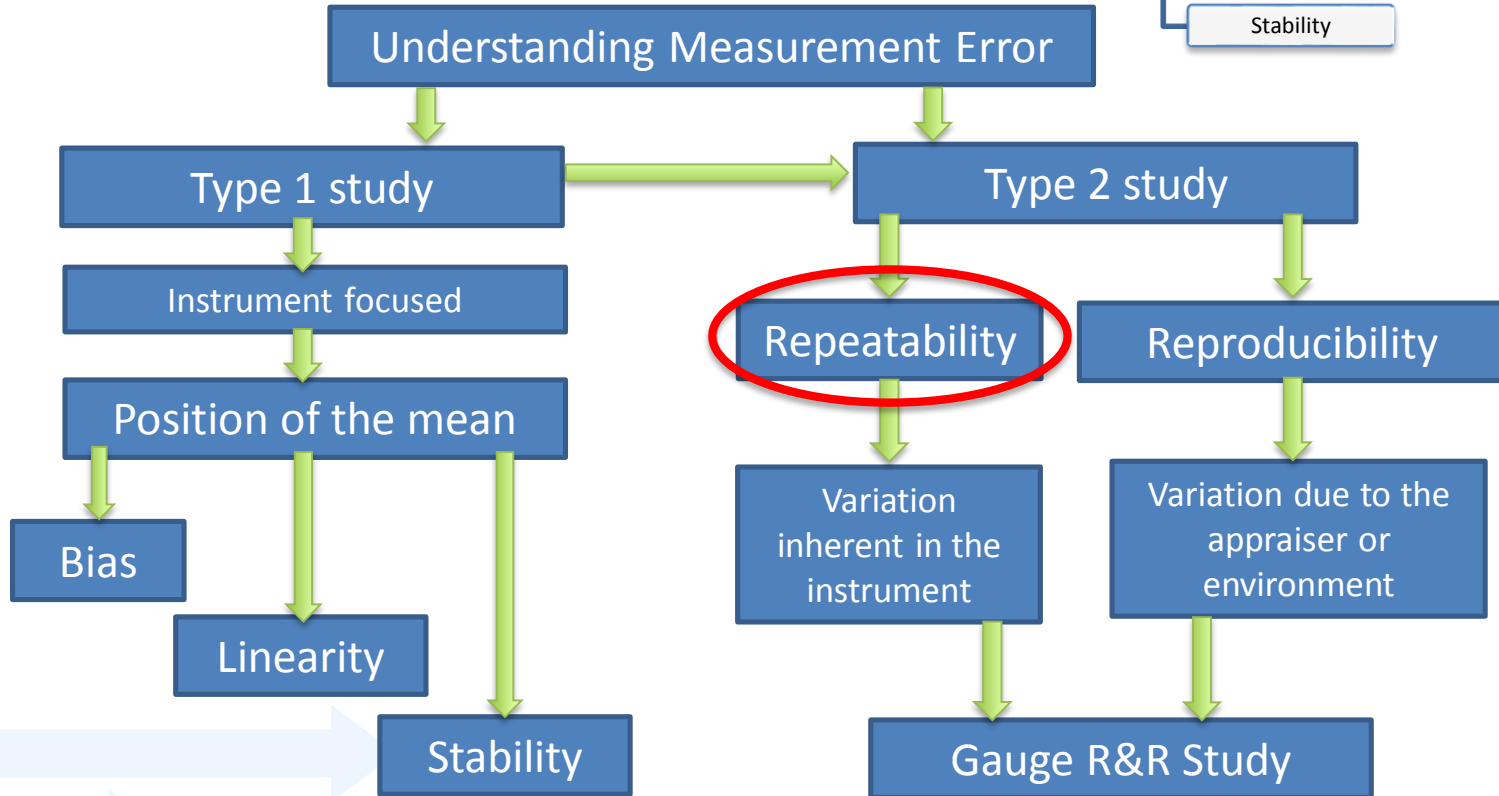 Stability
Understanding Measurement Error
Type 1 study
Type 2 study
Instrument focused
Repeatability
Reproducibility
Position of the mean
Variation
inherent in the
instrument
Variation due to the
appraiser or
environment
Bias
Linearity
Stability
Gauge R&R Study